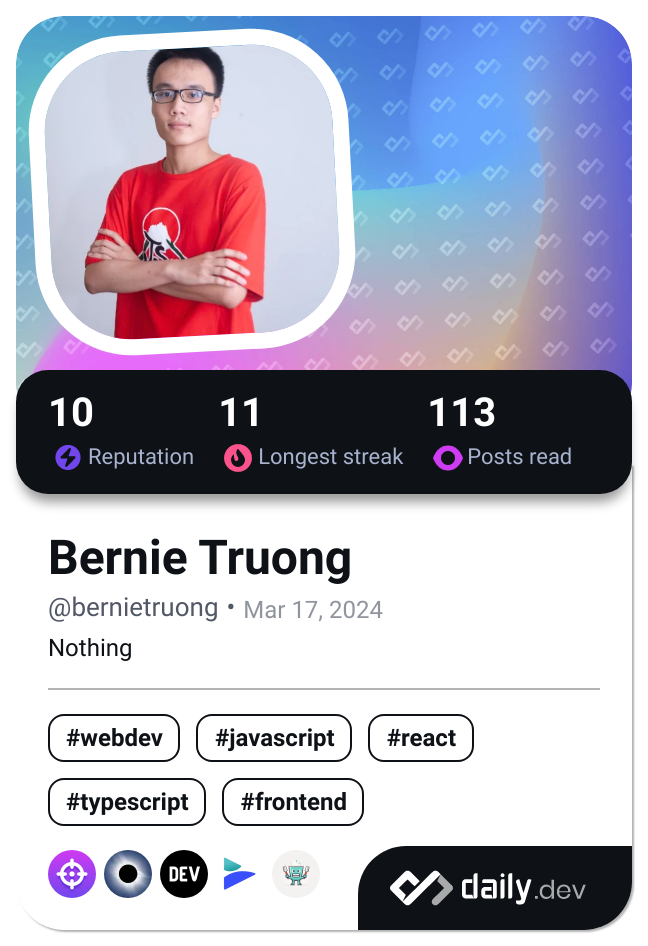 10 11 113
Reputation Longest streak Posts read
Bernie Truong
@bernietruong • Mar 17, 2024
Nothing
#webdev #javascript #react
#typescript #frontend
DEV daily.dev